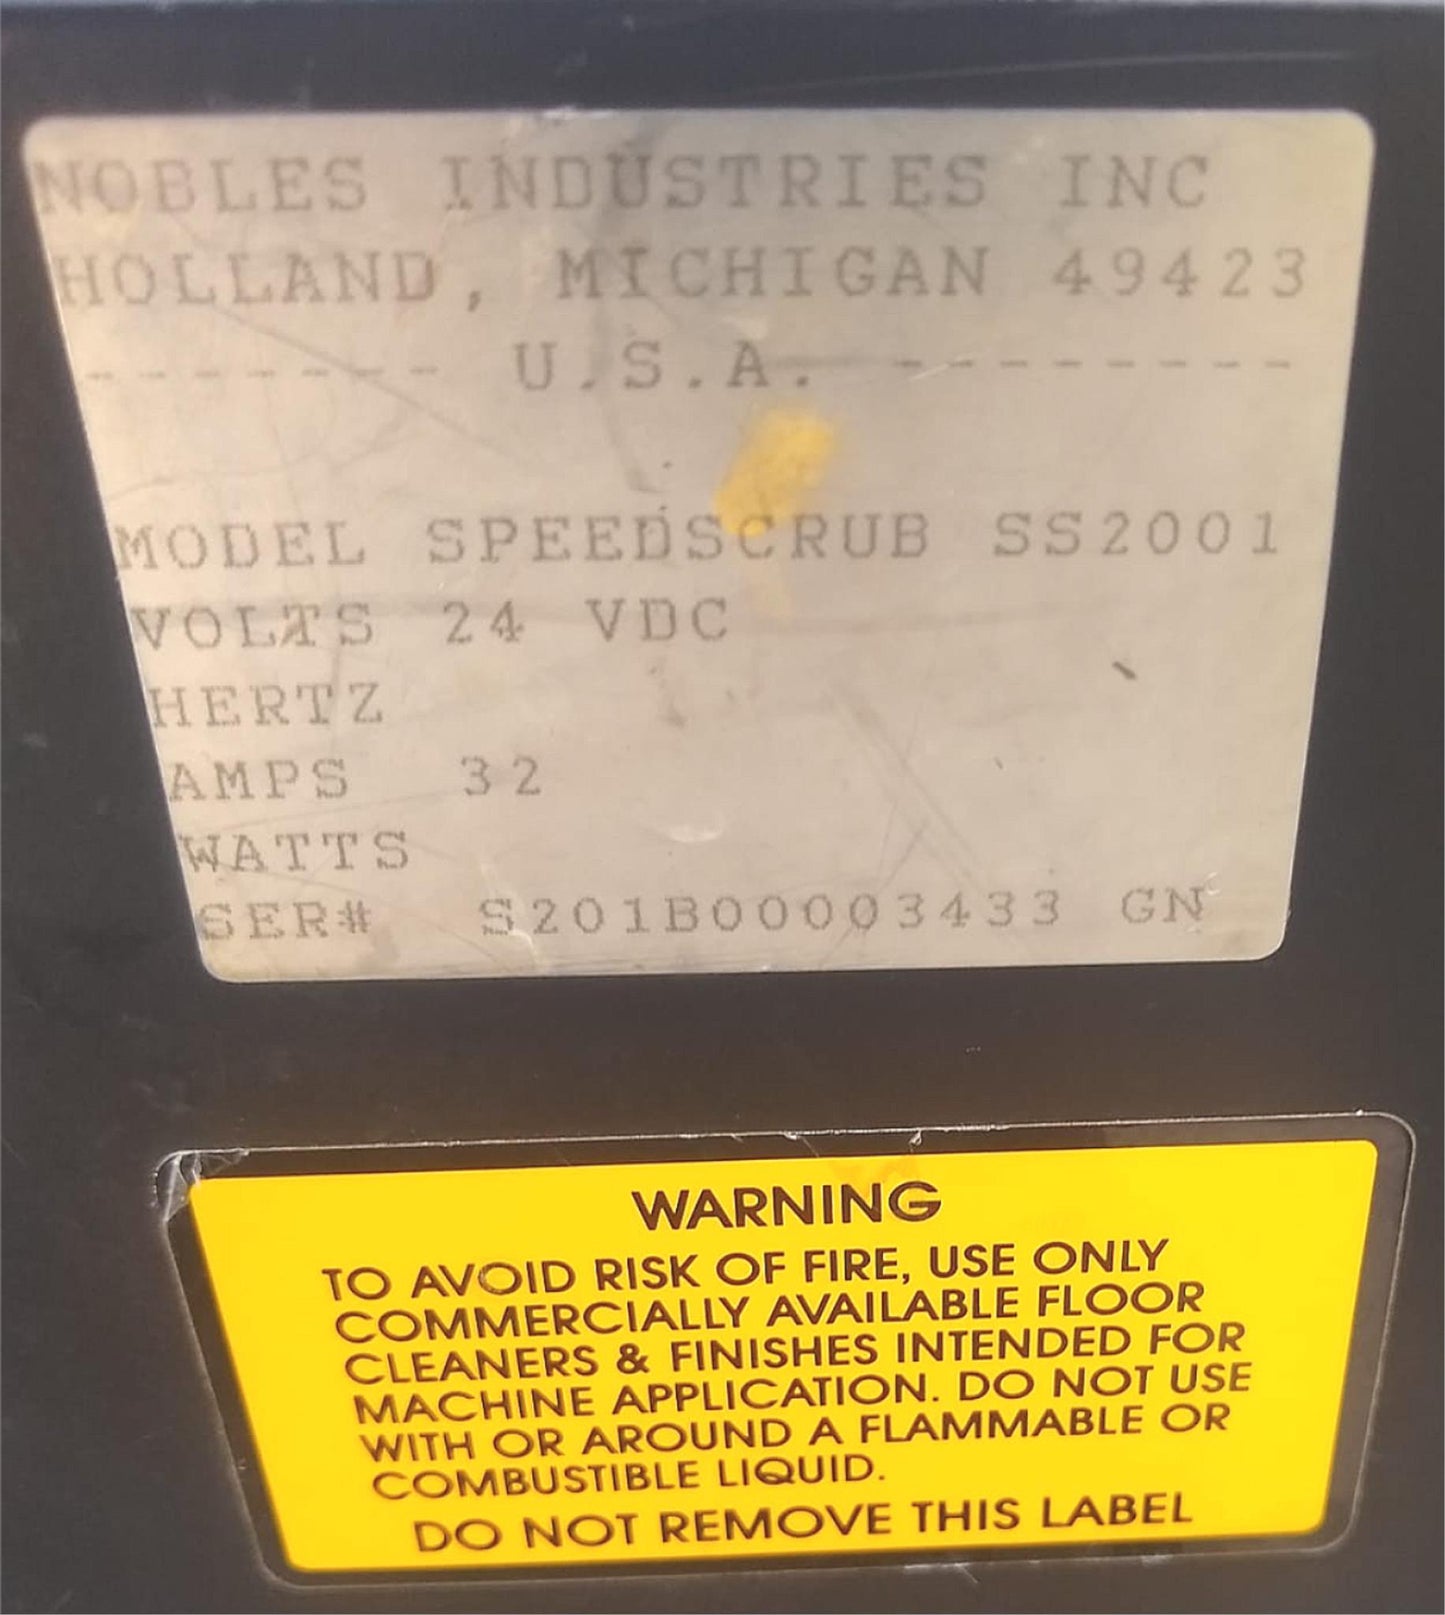 NOBLES INDUSTRIES INC
HOLLAND, MICHIGAN 49423
------- U.S.A. --------
MODEL SPEEDSCRUB SS2001
VOLTS 24 VDC
HERTZ
AMPS 32
WATTS
SER# S201B00003433 GN
WARNING
TO AVOID RISK OF FIRE, USE ONLY
COMMERCIALLY AVAILABLE FLOOR
CLEANERS & FINISHES INTENDED FOR
MACHINE APPLICATION. DO NOT USE
WITH OR AROUND A FLAMMABLE OR
COMBUSTIBLE LIQUID.
DO NOT REMOVE THIS LABEL